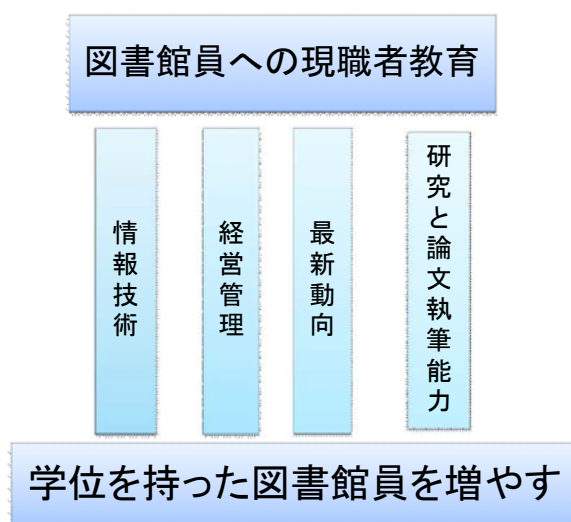 図書館員への現職者教育
情報技術
経営管理
最新動向
研究と論文執筆能力
学位を持った図書館員を増やす